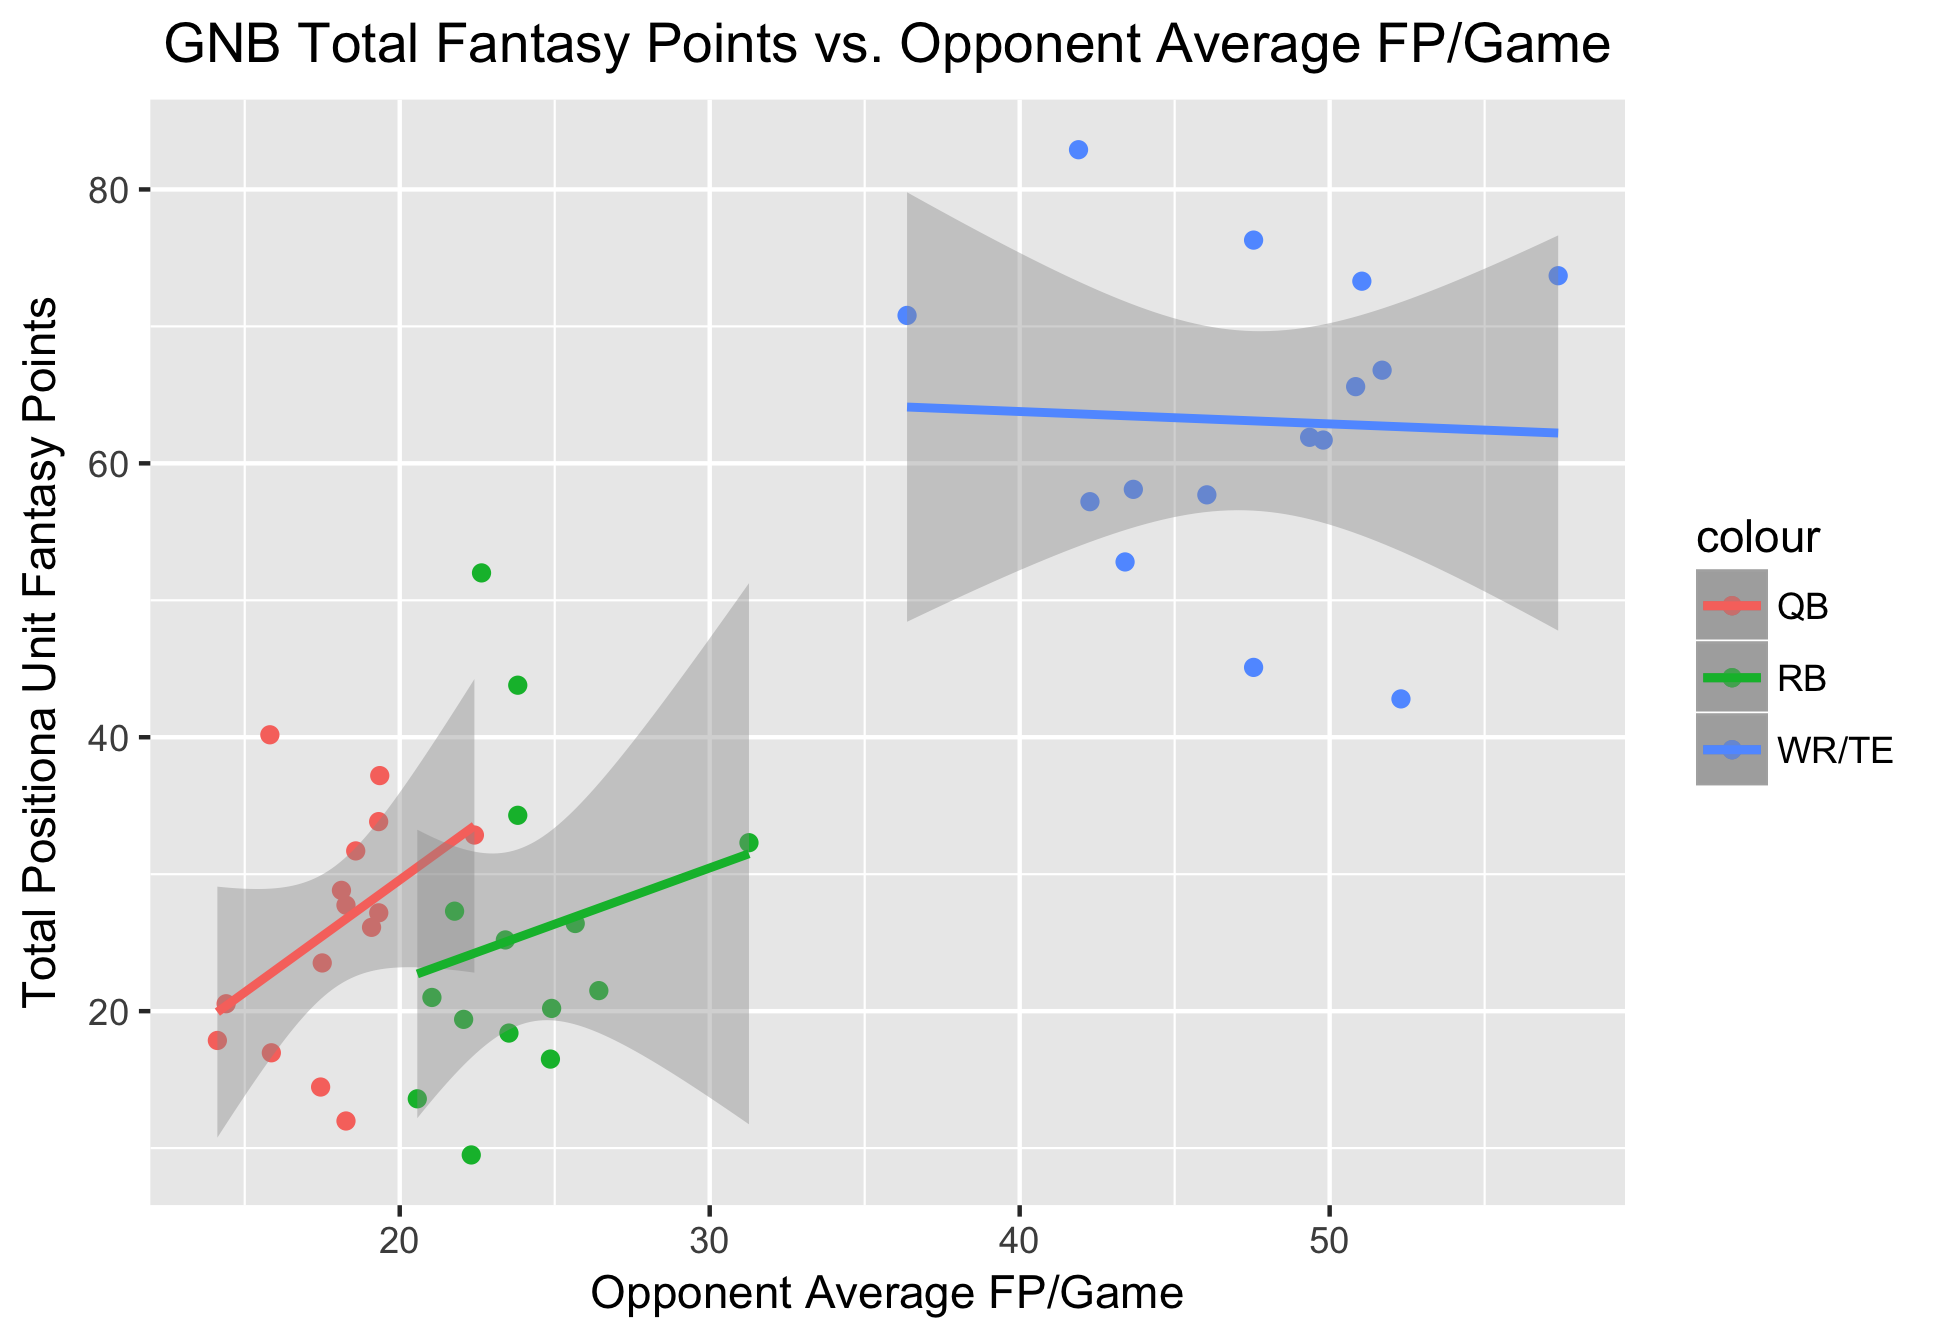 GNB Total Fantasy Points vs. Opponent Average FP/Game
Total Positiona Unit Fantasy Points
80
60
40
20
20 30 40 50
Opponent Average FP/Game
colour
QB
RB
WR/TE